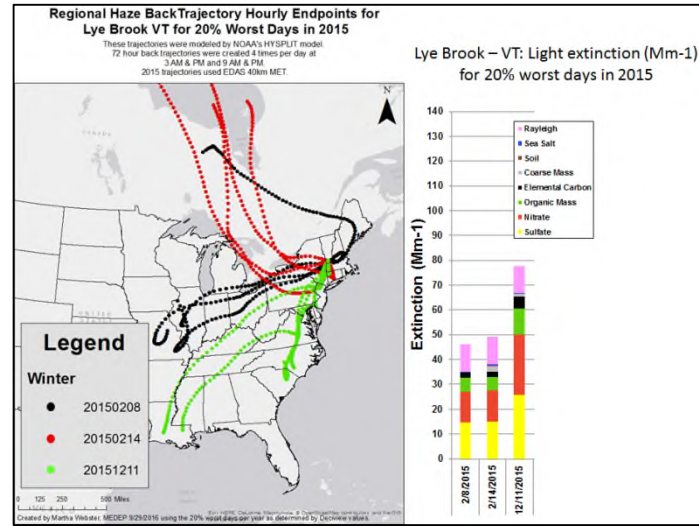 Regional Haze BackTrajectory Hourly Endpoints for
Lye Brook VT for 20% Worst Days in 2015
These trajectories were modeled by NOAA's HYSPLIT model.
72 hour back trajectories were created 4 times per day at
3 AM & PM and 9 AM & PM.
2015 trajectories used EDAS 40km MET.
N
CANADA
Legend
Winter
20150208
20150214
20151211
0 125 250 500 Miles
Created by Martha Webster, MEDEP 9/29/2016 using the 20% worst days per year as determined by Deciview values.
Lye Brook – VT: Light extinction (Mm-1)
for 20% worst days in 2015
Extinction (Mm-1)
140
130
120
110
100
90
80
70
60
50
40
30
20
10
0
Rayleigh
Sea Salt
Soil
Coarse Mass
Elemental Carbon
Organic Mass
Nitrate
Sulfate
2/8/2015
2/14/2015
12/11/2015